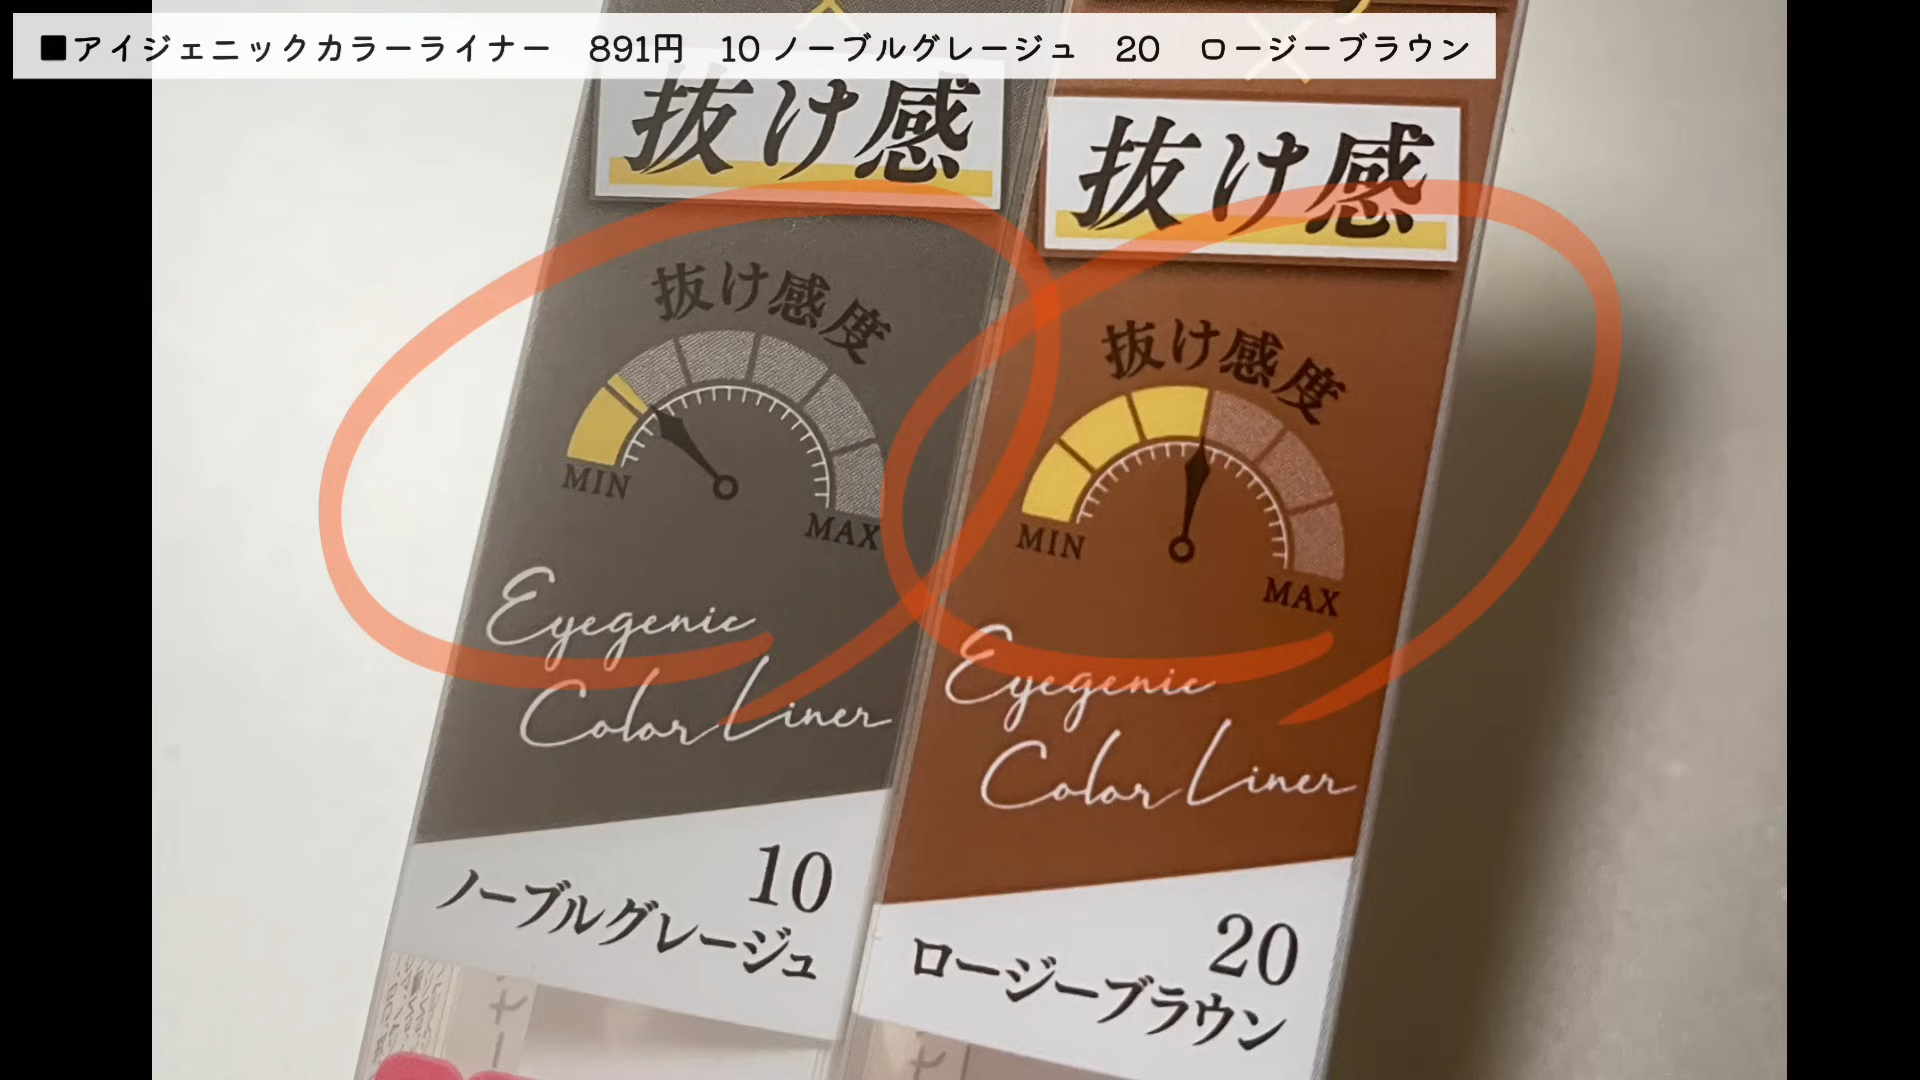 ■アイジェニックカラーライナー　891円　10 ノーブルグレージュ　20　ロージーブラウン
抜け感
抜け感度
MIN
MAX
Eyegenic
Color Liner
10
ノーブルグレージュ
抜け感
抜け感度
MIN
MAX
Eyegenic
Color Liner
20
ロージーブラウン